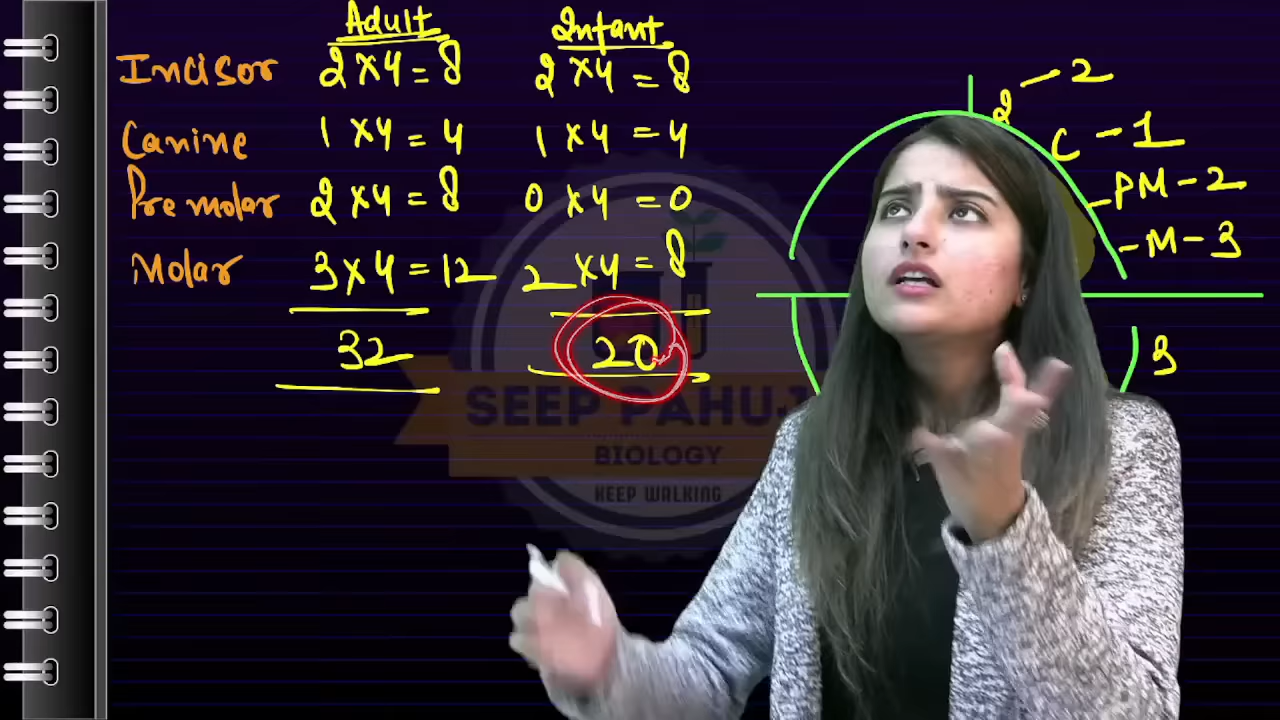 Adult Infant
Incisor 2 x 4 = 8 2 x 4 = 8
Canine 1 x 4 = 4 1 x 4 = 4
Pre molar 2 x 4 = 8 0 x 4 = 0
Molar 3 x 4 = 12 2 x 4 = 8
32 20
2 - 2
C - 1
- PM - 2
- M - 3
SEEP PAHUJ
BIOLOGY
KEEP WALKING